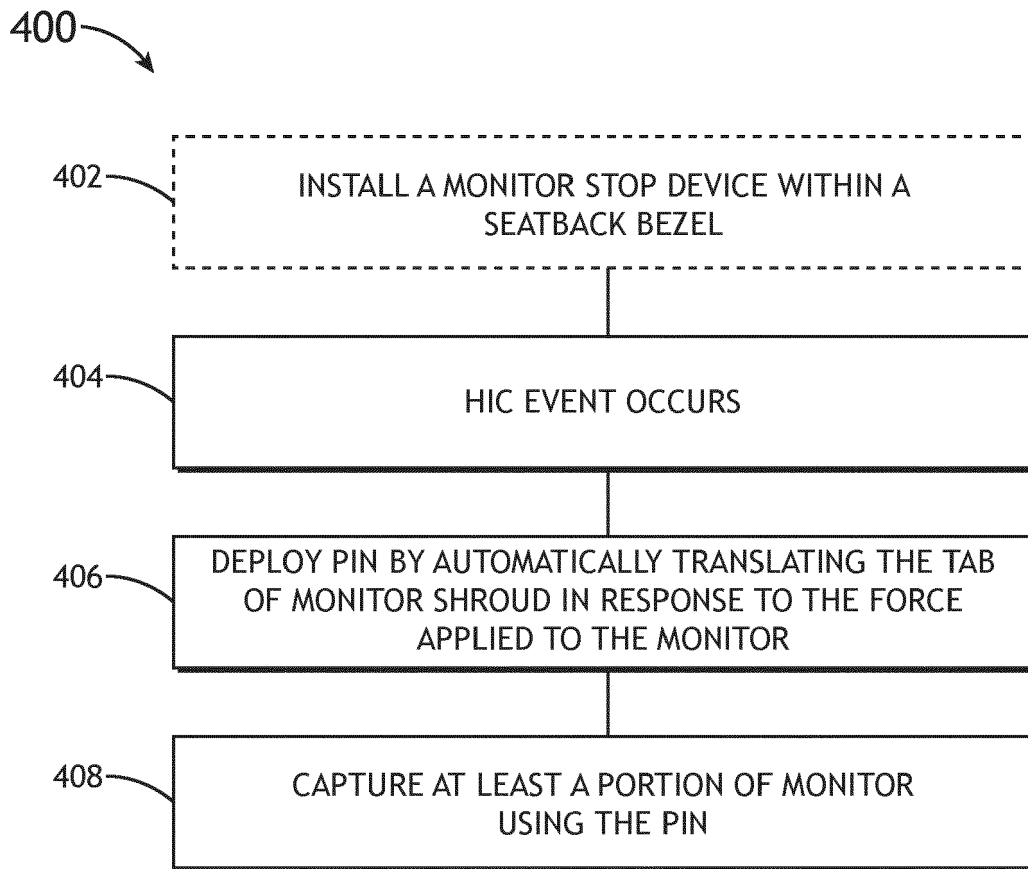 400
402
INSTALL A MONITOR STOP DEVICE WITHIN A
SEATBACK BEZEL
404
HIC EVENT OCCURS
406
DEPLOY PIN BY AUTOMATICALLY TRANSLATING THE TAB
OF MONITOR SHROUD IN RESPONSE TO THE FORCE
APPLIED TO THE MONITOR
408
CAPTURE AT LEAST A PORTION OF MONITOR
USING THE PIN